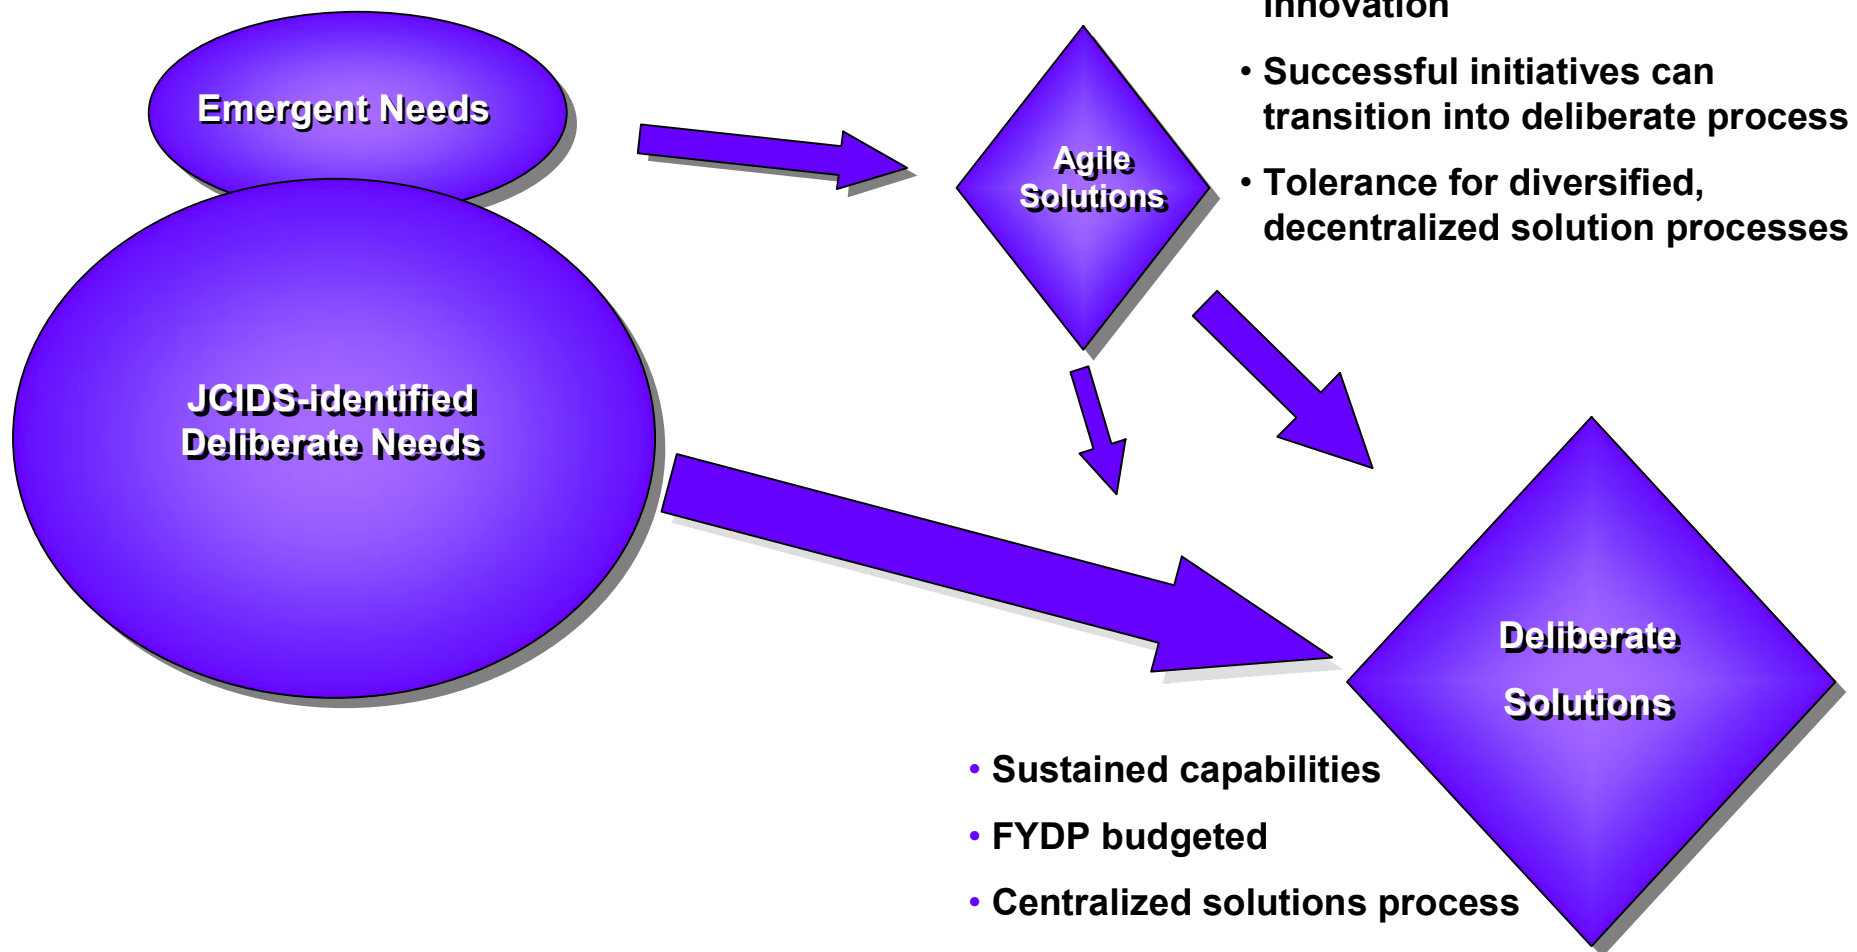 innovation
• Successful initiatives can
transition into deliberate process
• Tolerance for diversified,
decentralized solution processes
Emergent Needs
Agile
Solutions
JCIDS-identified
Deliberate Needs
Deliberate
Solutions
• Sustained capabilities
• FYDP budgeted
• Centralized solutions process